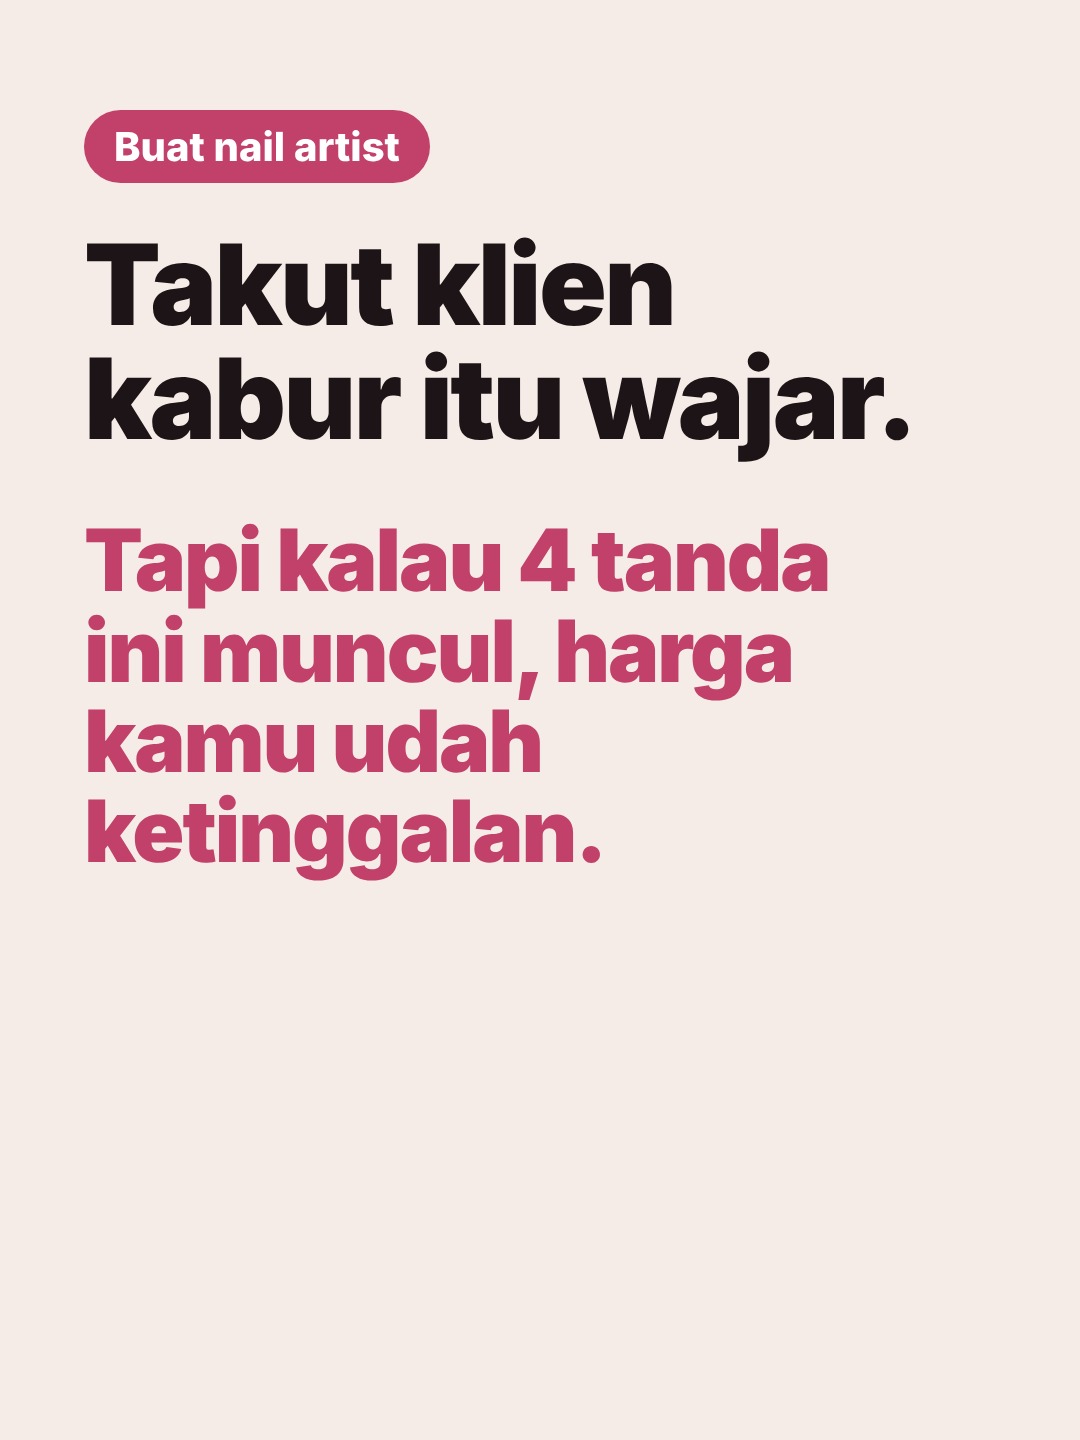 Buat nail artist
Takut klien
kabur itu wajar.
Tapi kalau 4 tanda
ini muncul, harga
kamu udah
ketinggalan.